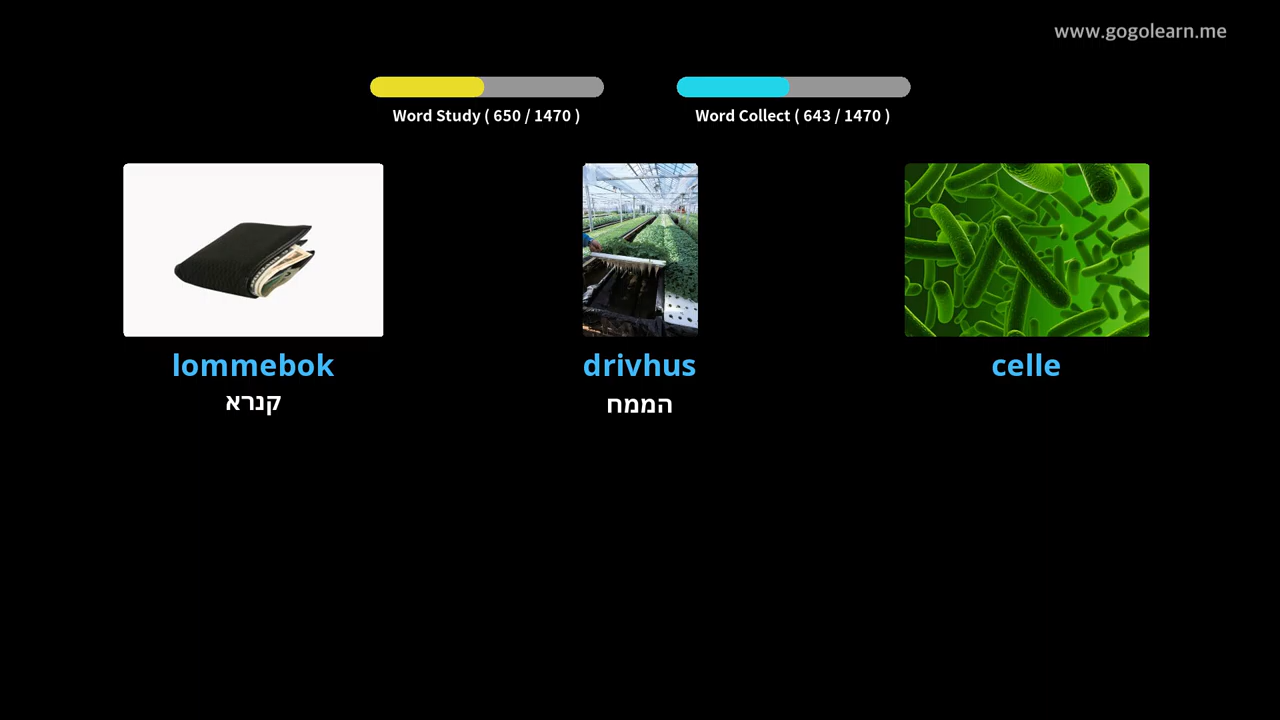 www.gogolearn.me
Word Study ( 650 / 1470 )
Word Collect ( 643 / 1470 )
lommebok
קנרא
drivhus
הממח
celle